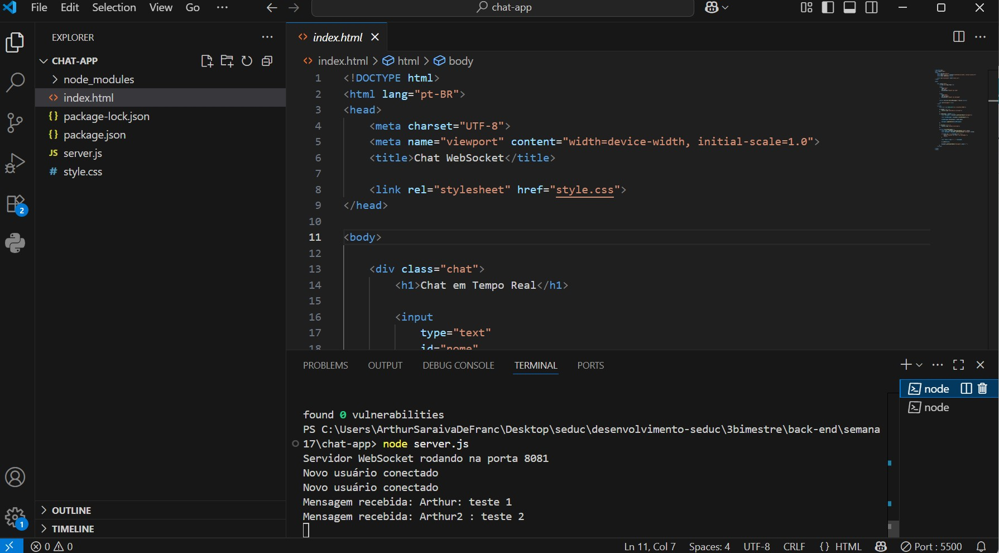 File Edit Selection View Go ··· chat-app
EXPLORER
CHAT-APP
node_modules
index.html
package-lock.json
package.json
JS server.js
# style.css
OUTLINE
TIMELINE
2
1
index.html
index.html > html > body
1 <!DOCTYPE html>
2 <html lang="pt-BR">
3 <head>
4 <meta charset="UTF-8">
5 <meta name="viewport" content="width=device-width, initial-scale=1.0">
6 <title>Chat WebSocket</title>
7
8 <link rel="stylesheet" href="style.css">
9 </head>
10
11 <body>
12
13 <div class="chat">
14 <h1>Chat em Tempo Real</h1>
15
16 <input
17 type="text"
18 id="nome"
PROBLEMS OUTPUT DEBUG CONSOLE TERMINAL PORTS
node
node
found 0 vulnerabilities
PS C:\Users\ArthurSaraivaDeFranc\Desktop\seduc\desenvolvimento-seduc\3bimestre\back-end\semana
17\chat-app> node server.js
Servidor WebSocket rodando na porta 8081
Novo usuário conectado
Novo usuário conectado
Mensagem recebida: Arthur: teste 1
Mensagem recebida: Arthur2 : teste 2
0 0 Ln 11, Col 7 Spaces: 4 UTF-8 CRLF {} HTML Port : 5500